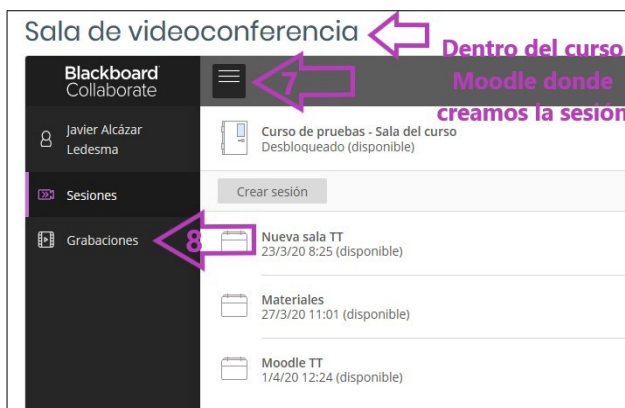 Sala de videoconferencia
Dentro del curso
Moodle donde
creamos la sesión
Blackboard
Collaborate
7
Javier Alcázar
Ledesma
Curso de pruebas - Sala del curso
Desbloqueado (disponible)
Sesiones
Crear sesión
Grabaciones
8
Nueva sala TT
23/3/20 8:25 (disponible)
Materiales
27/3/20 11:01 (disponible)
Moodle TT
1/4/20 12:24 (disponible)